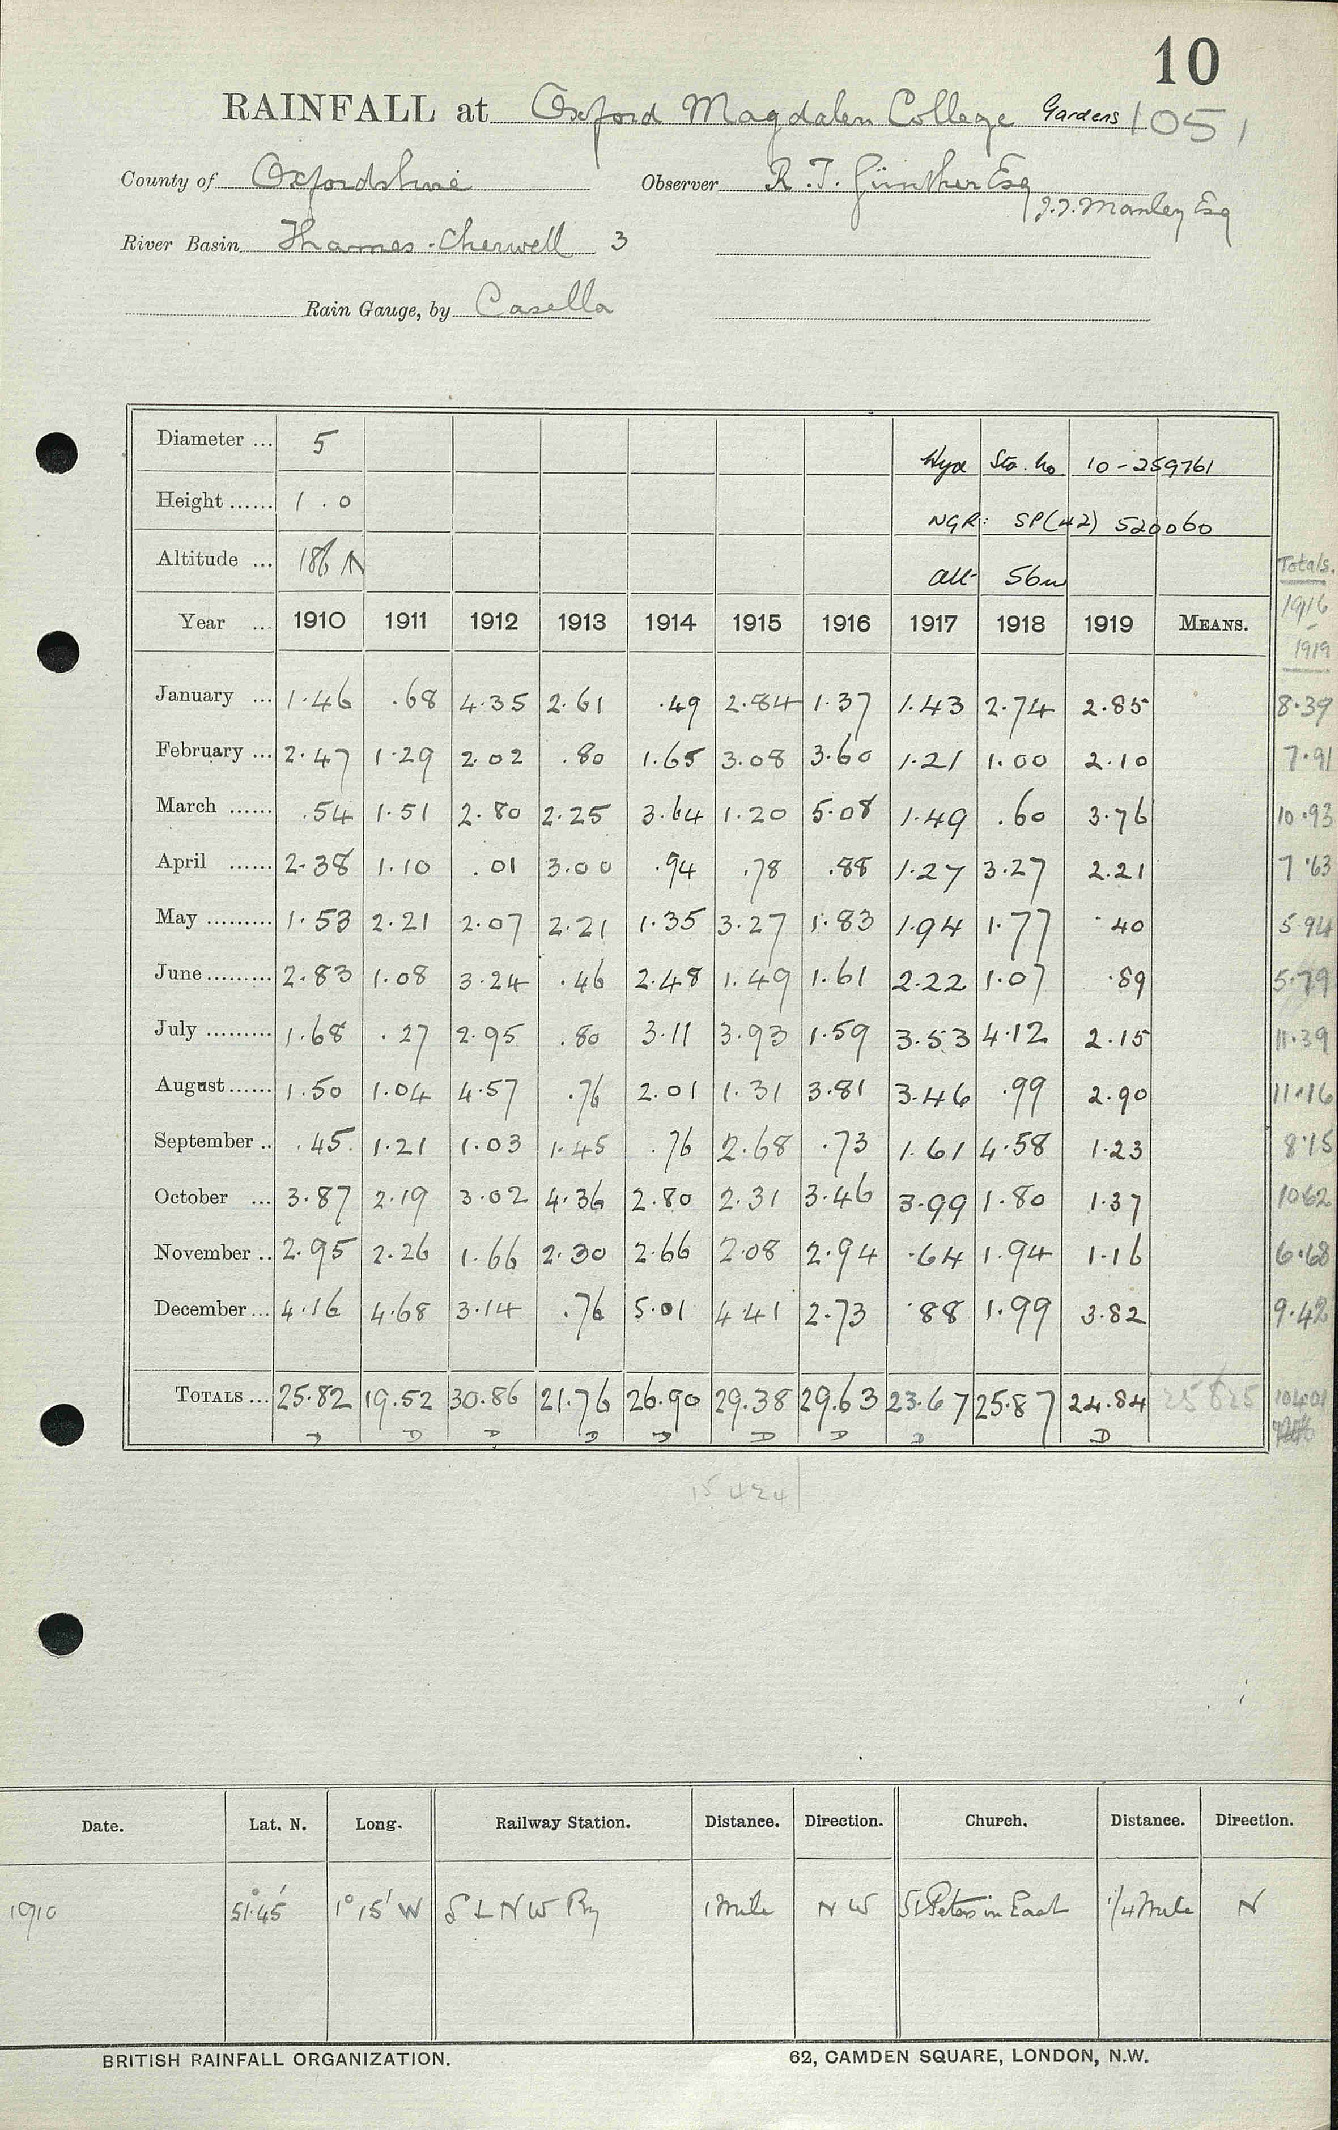 10
RAINFALL at Oxford Magdalen College Gardens 105,
County of Oxfordshire Observer R. T. Günther Esq
J.J. Manley Esq
River Basin Thames-Cherwell 3
Rain Gauge, by Casella
Diameter ... 5
Hyd Sta. No 10-259761
Height ...... 1.0
NGR: SP(42) 520060
Altitude ... 186
alt 56m
Totals.
Year ... 1910 1911 1912 1913 1914 1915 1916 1917 1918 1919 MEANS. 1916 - 1919
January ... 1.46 .68 4.35 2.61 .49 2.84 1.37 1.43 2.74 2.85 8.39
February ... 2.47 1.29 2.02 .80 1.65 3.08 3.60 1.21 1.00 2.10 7.91
March ...... .54 1.51 2.80 2.25 3.64 1.20 5.08 1.49 .60 3.76 10.93
April ...... 2.38 1.10 .01 3.00 .94 .78 .88 1.27 3.27 2.21 7.63
May ......... 1.53 2.21 2.07 2.21 1.35 3.27 1.83 1.94 1.77 .40 5.94
June ......... 2.83 1.08 3.24 .46 2.48 1.49 1.61 2.22 1.07 .89 5.79
July ......... 1.68 .27 2.95 .80 3.11 3.93 1.59 3.53 4.12 2.15 11.39
August ...... 1.50 1.04 4.57 .76 2.01 1.31 3.81 3.46 .99 2.90 11.16
September .. .45 1.21 1.03 1.45 .76 2.68 .73 1.61 4.58 1.23 8.15
October ... 3.87 2.19 3.02 4.36 2.80 2.31 3.46 3.99 1.80 1.37 10.62
November .. 2.95 2.26 1.66 2.30 2.66 2.08 2.94 .64 1.94 1.16 6.68
December ... 4.16 4.68 3.14 .76 5.01 4.41 2.73 .88 1.99 3.82 9.42
TOTALS ... 25.82 19.52 30.86 21.76 26.90 29.38 29.63 23.67 25.87 24.84 25 825 104.01
D D D D D D D D
15 424
Date. Lat. N. Long. Railway Station. Distance. Direction. Church. Distance. Direction.
1910 51°45' 1° 15' W L N W Ry 1 mile N W St Peters in East 1/4 Mile N
BRITISH RAINFALL ORGANIZATION. 62, CAMDEN SQUARE, LONDON, N.W.